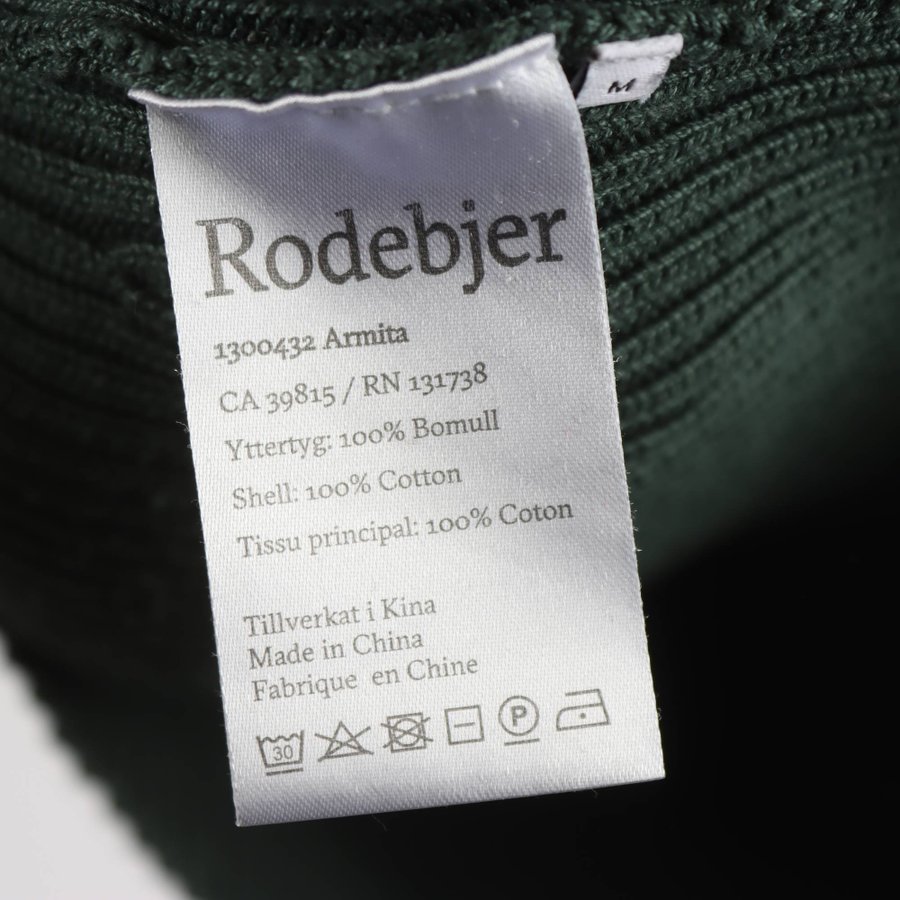 M
Rodebjer
1300432 Armita
CA 39815 / RN 131738
Yttertyg: 100% Bomull
Shell: 100% Cotton
Tissu principal: 100% Coton
Tillverkat i Kina
Made in China
Fabrique en Chine
30 P